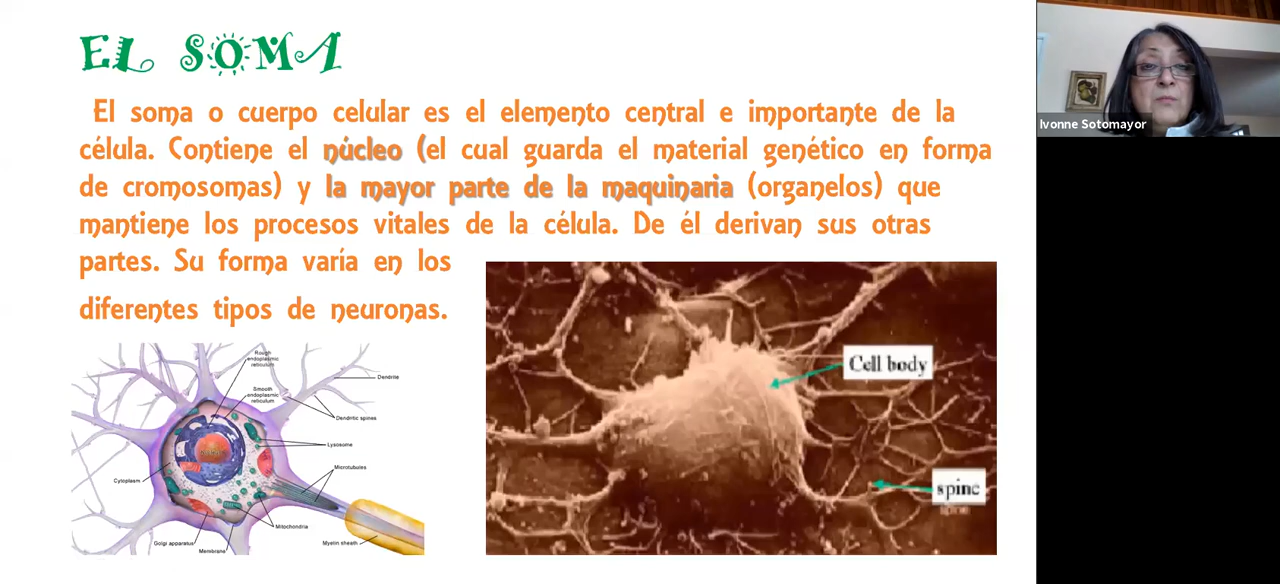 EL SOMA
El soma o cuerpo celular es el elemento central e importante de la
célula. Contiene el núcleo (el cual guarda el material genético en forma
de cromosomas) y la mayor parte de la maquinaria (organelos) que
mantiene los procesos vitales de la célula. De él derivan sus otras
partes. Su forma varía en los
diferentes tipos de neuronas.
Rough
endoplasmic
reticulum
Smooth
endoplasmic
reticulum
Dendrite
Dendritic spines
Lysosome
Microtubules
Cytoplasm
Mitochondria
Golgi apparatus
Membrane
Myelin sheath
Cell body
spine
spine
Ivonne Sotomayor